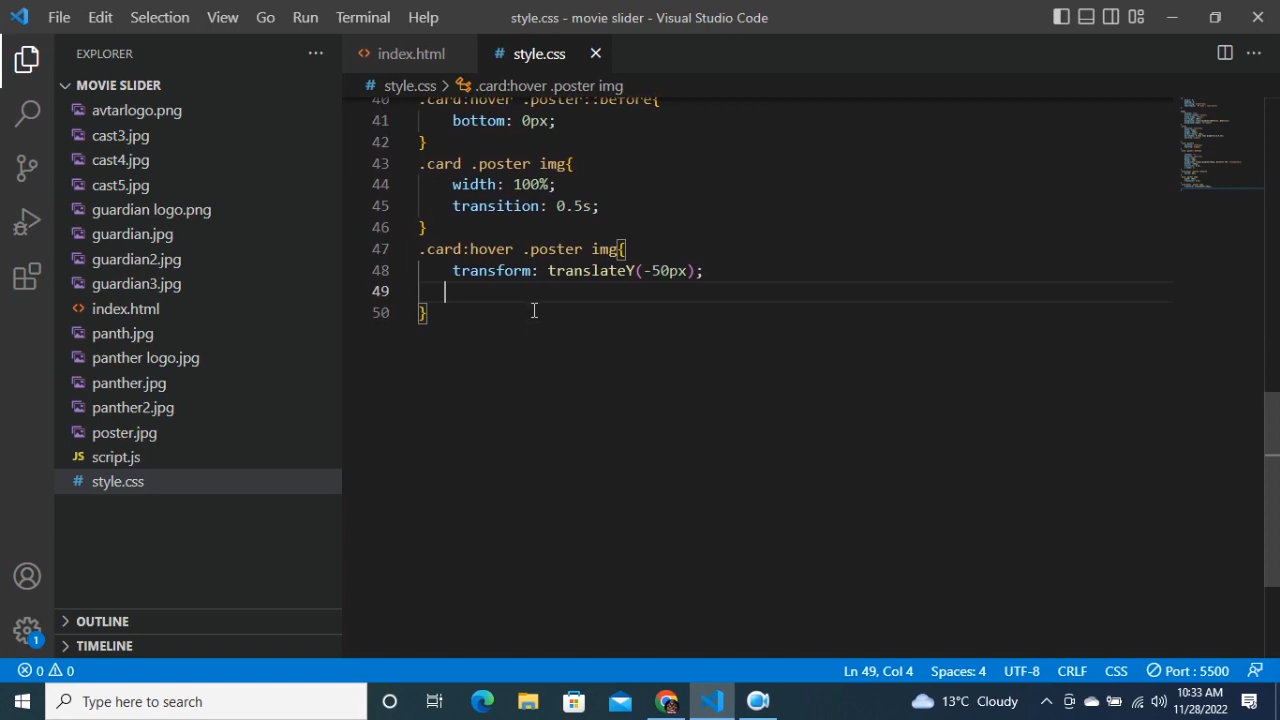 File Edit Selection View Go Run Terminal Help
style.css - movie slider - Visual Studio Code
EXPLORER
index.html
style.css
style.css > .card:hover .poster img
MOVIE SLIDER
avtarlogo.png
cast3.jpg
cast4.jpg
cast5.jpg
guardian logo.png
guardian.jpg
guardian2.jpg
guardian3.jpg
index.html
panth.jpg
panther logo.jpg
panther.jpg
panther2.jpg
poster.jpg
script.js
style.css
OUTLINE
TIMELINE
40 .card:hover .poster::before{
41 bottom: 0px;
42 }
43 .card .poster img{
44 width: 100%;
45 transition: 0.5s;
46 }
47 .card:hover .poster img{
48 transform: translateY(-50px);
49
50 }
1
0 0
Ln 49, Col 4 Spaces: 4 UTF-8 CRLF CSS Port : 5500
Type here to search
13°C Cloudy
10:33 AM
11/28/2022